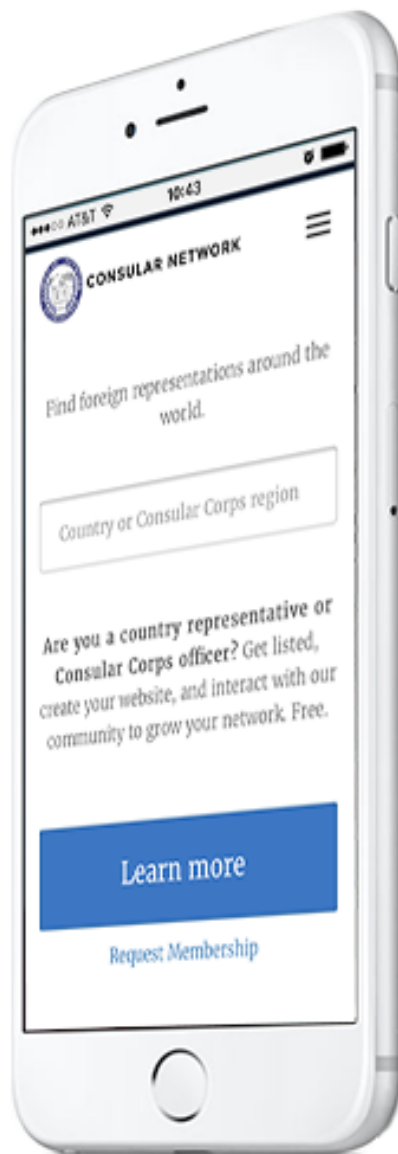 AT&T
10:43
CONSULAR NETWORK
Find foreign representations around the
world.
Country or Consular Corps region
Are you a country representative or
Consular Corps officer? Get listed,
create your website, and interact with our
community to grow your network. Free.
Learn more
Request Membership